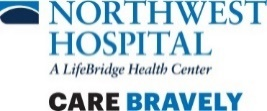 NORTHWEST
HOSPITAL
A LifeBridge Health Center
CARE BRAVELY